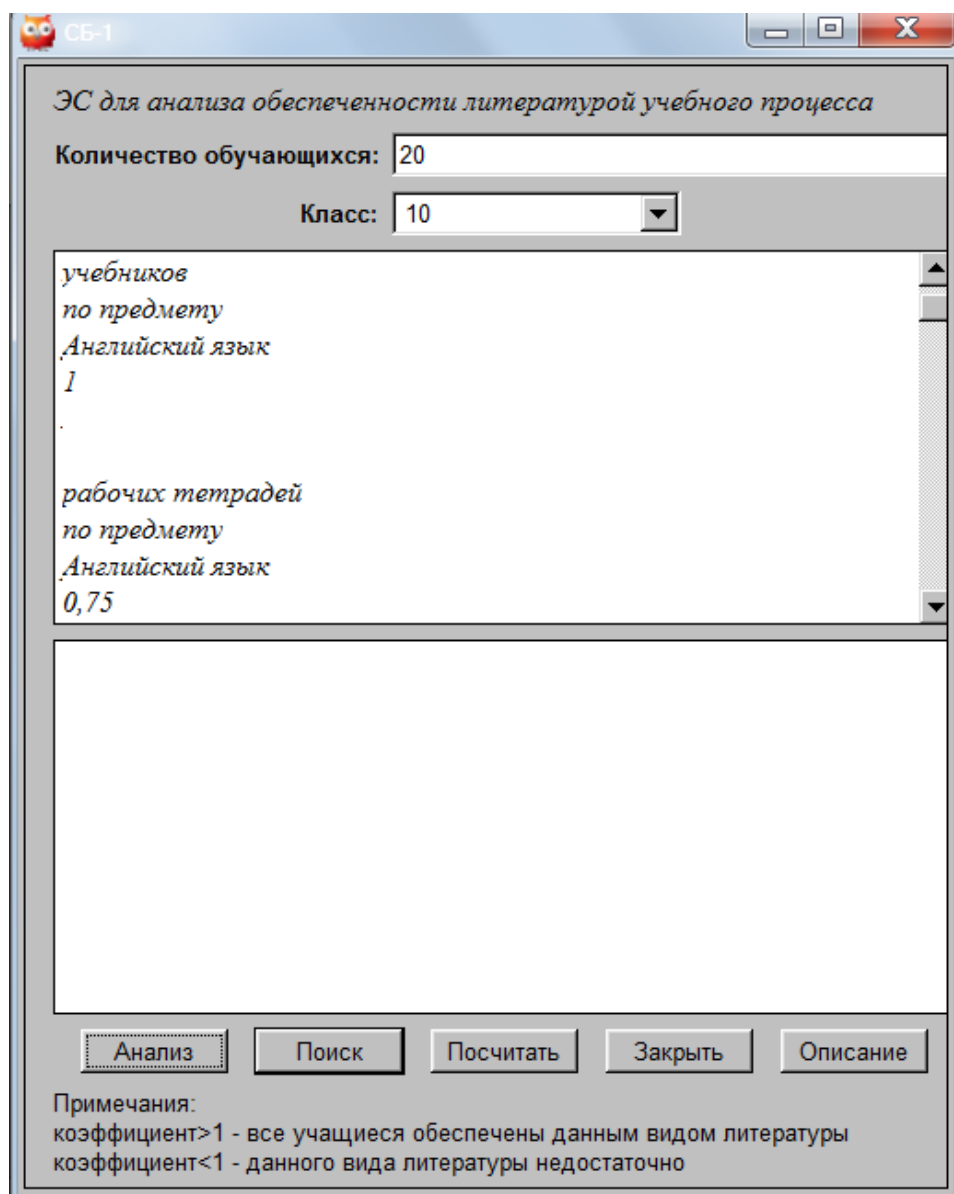 СБ-1
ЭС для анализа обеспеченности литературой учебного процесса
Количество обучающихся: 20
Класс: 10
учебников
по предмету
Английский язык
1
.
рабочих тетрадей
по предмету
Английский язык
0,75
Анализ Поиск Посчитать Закрыть Описание
Примечания:
коэффициент>1 - все учащиеся обеспечены данным видом литературы
коэффициент<1 - данного вида литературы недостаточно